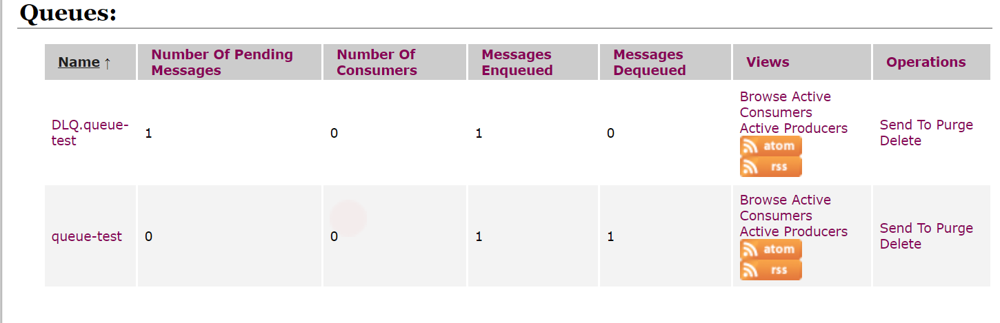 Queues:
Name ↑
Number Of Pending
Messages
Number Of
Consumers
Messages
Enqueued
Messages
Dequeued
Views
Operations
DLQ.queue-
test
1
0
1
0
Browse Active
Consumers
Active Producers
atom
rss
Send To Purge
Delete
queue-test
0
0
1
1
Browse Active
Consumers
Active Producers
atom
rss
Send To Purge
Delete